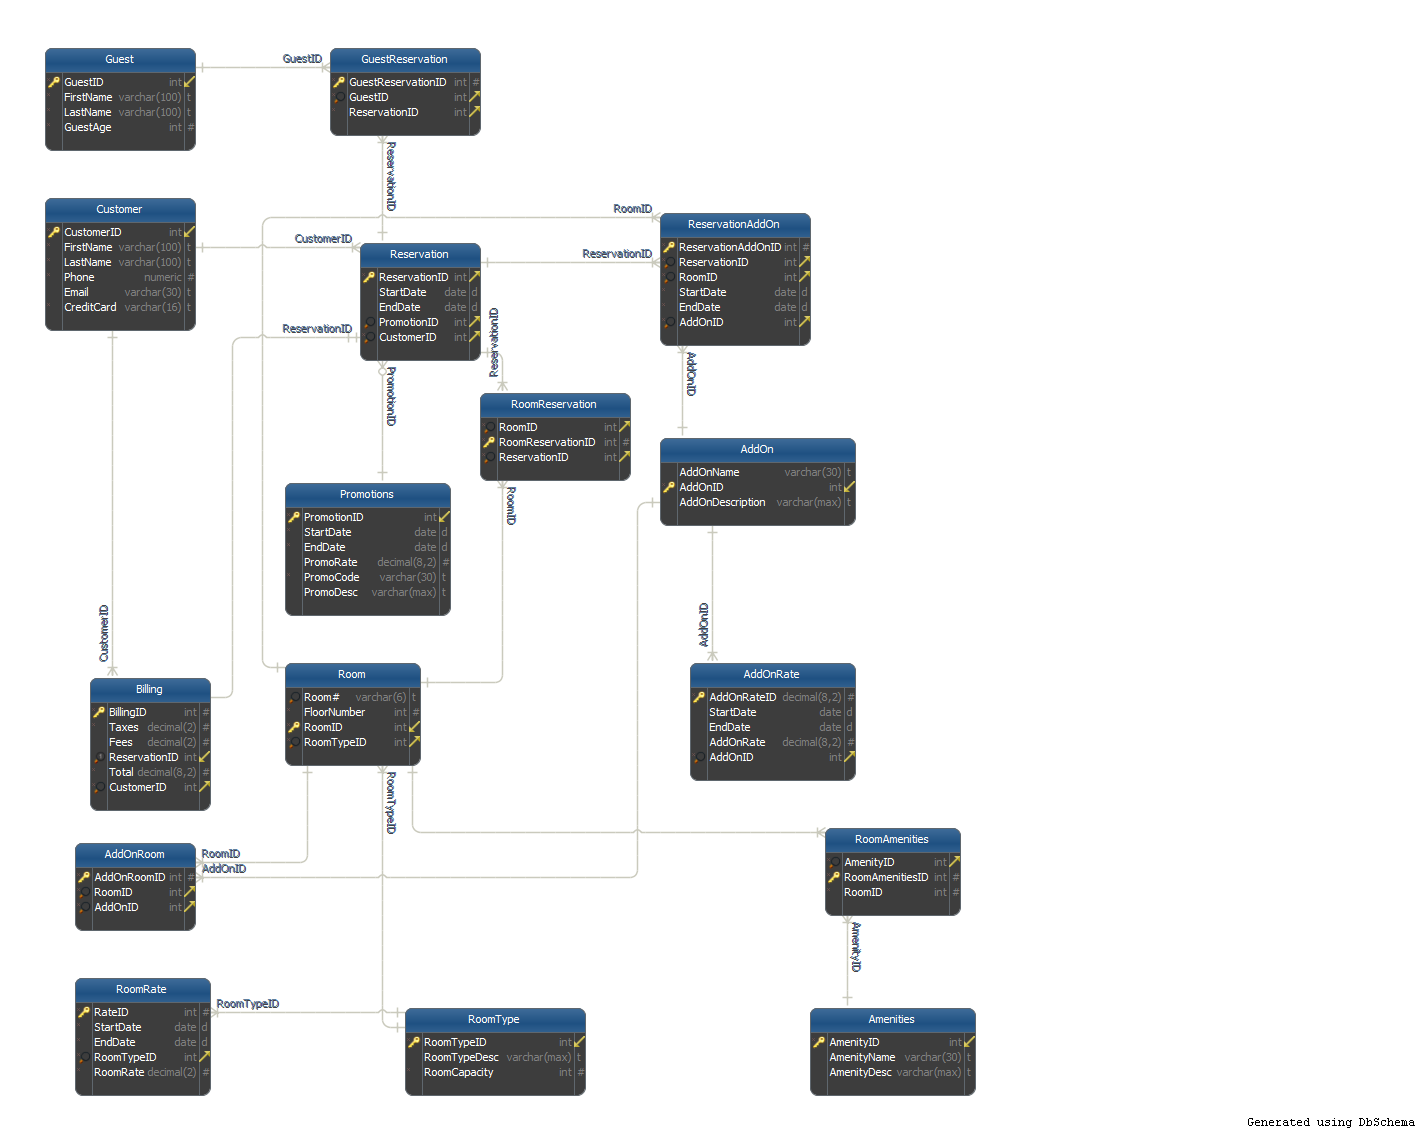 Guest
GuestID int
FirstName varchar(100) t
LastName varchar(100) t
GuestAge int #
GuestID
GuestReservation
GuestReservationID int #
GuestID int
ReservationID int
ReservationID
Customer
CustomerID int
FirstName varchar(100) t
LastName varchar(100) t
Phone numeric #
Email varchar(30) t
CreditCard varchar(16) t
CustomerID
RoomID
ReservationID
Reservation
ReservationID int
StartDate date d
EndDate date d
PromotionID int
CustomerID int
ReservationAddOn
ReservationAddOnID int #
ReservationID int
RoomID int
StartDate date d
EndDate date d
AddOnID int
ReservationID
ReservationID
PromotionID
AddOnID
RoomReservation
RoomID int
RoomReservationID int #
ReservationID int
RoomID
AddOn
AddOnName varchar(30) t
AddOnID int
AddOnDescription varchar(max) t
Promotions
PromotionID int
StartDate date d
EndDate date d
PromoRate decimal(8,2) #
PromoCode varchar(30) t
PromoDesc varchar(max) t
CustomerID
AddOnID
Billing
BillingID int #
Taxes decimal(2) #
Fees decimal(2) #
ReservationID int
Total decimal(8,2) #
CustomerID int
Room
Room# varchar(6) t
FloorNumber int #
RoomID int
RoomTypeID int
AddOnRate
AddOnRateID decimal(8,2) #
StartDate date d
EndDate date d
AddOnRate decimal(8,2) #
AddOnID int
RoomTypeID
AddOnRoom
AddOnRoomID int #
RoomID int
AddOnID int
RoomID
AddOnID
RoomAmenities
AmenityID int
RoomAmenitiesID int #
RoomID int #
AmenityID
RoomRate
RateID int #
StartDate date d
EndDate date d
RoomTypeID int
RoomRate decimal(2) #
RoomTypeID
RoomType
RoomTypeID int
RoomTypeDesc varchar(max) t
RoomCapacity int #
Amenities
AmenityID int
AmenityName varchar(30) t
AmenityDesc varchar(max) t
Generated using DbSchema